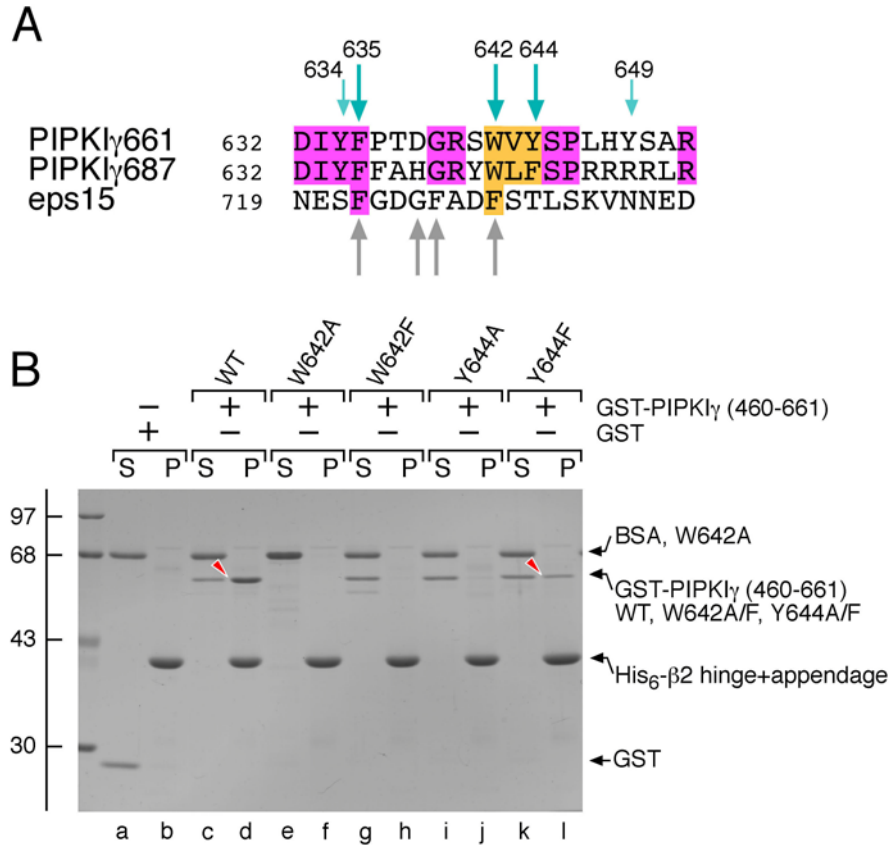 A
635 642 644
634 649
PIPKIγ661 632 DIYFPTDGRSWVYSPLHYSAR
PIPKIγ687 632 DIYFFAHGRYWLFSPRRRRLR
eps15 719 NESFGDGFADFSTLSKVNNED
B
WT W642A W642F Y644A Y644F
− + + + + + GST-PIPKIγ (460-661)
+ − − − − − GST
S P S P S P S P S P S P
97
68
43
30
BSA, W642A
GST-PIPKIγ (460-661)
WT, W642A/F, Y644A/F
His6-β2 hinge+appendage
GST
a b c d e f g h i j k l